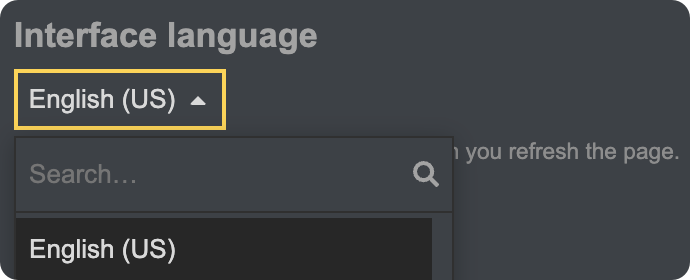 Interface language
English (US)
you refresh the page.
Search…
English (US)